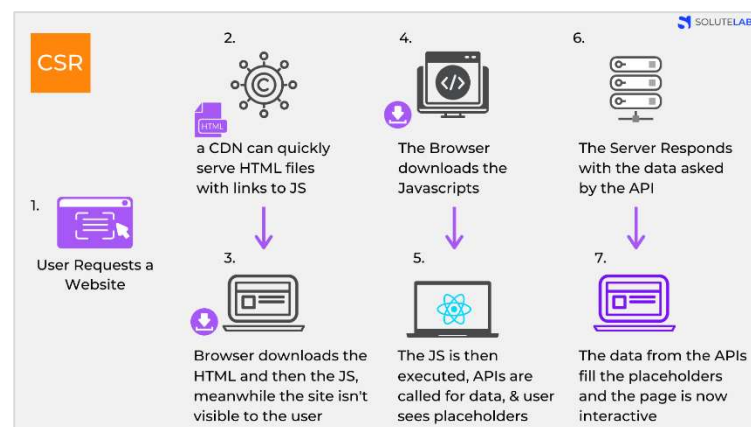 SOLUTELAB
CSR
1.
User Requests a
Website
2.
HTML
a CDN can quickly
serve HTML files
with links to JS
3.
Browser downloads the
HTML and then the JS,
meanwhile the site isn't
visible to the user
4.
The Browser
downloads the
Javascripts
5.
The JS is then
executed, APIs are
called for data, & user
sees placeholders
6.
The Server Responds
with the data asked
by the API
7.
The data from the APIs
fill the placeholders
and the page is now
interactive